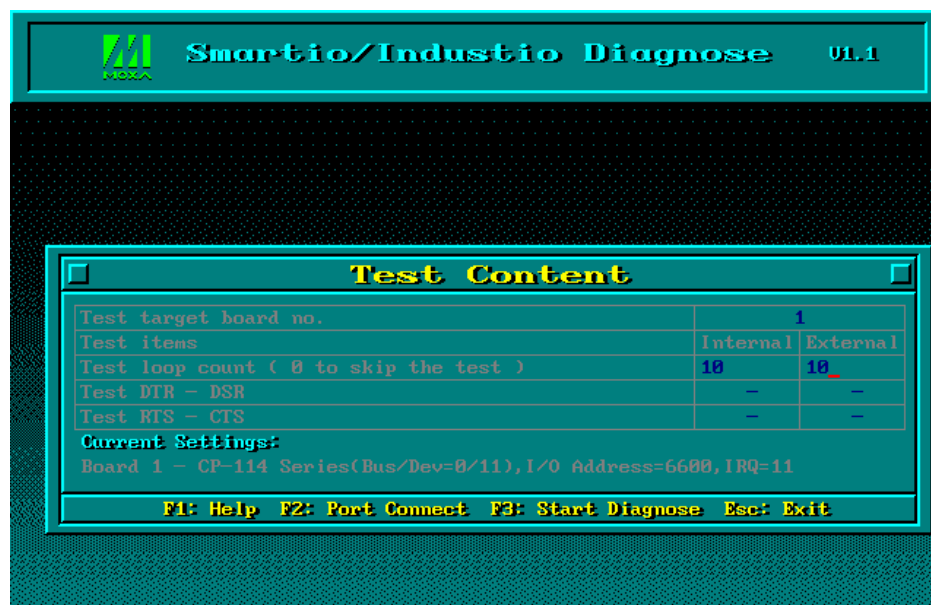 MOXA
Smartio/Industio Diagnose V1.1
Test Content
Test target board no. 1
Test items Internal External
Test loop count ( 0 to skip the test ) 10 10_
Test DTR - DSR - -
Test RTS - CTS - -
Current Settings:
Board 1 - CP-114 Series(Bus/Dev=0/11),I/O Address=6600,IRQ=11
F1: Help F2: Port Connect F3: Start Diagnose Esc: Exit